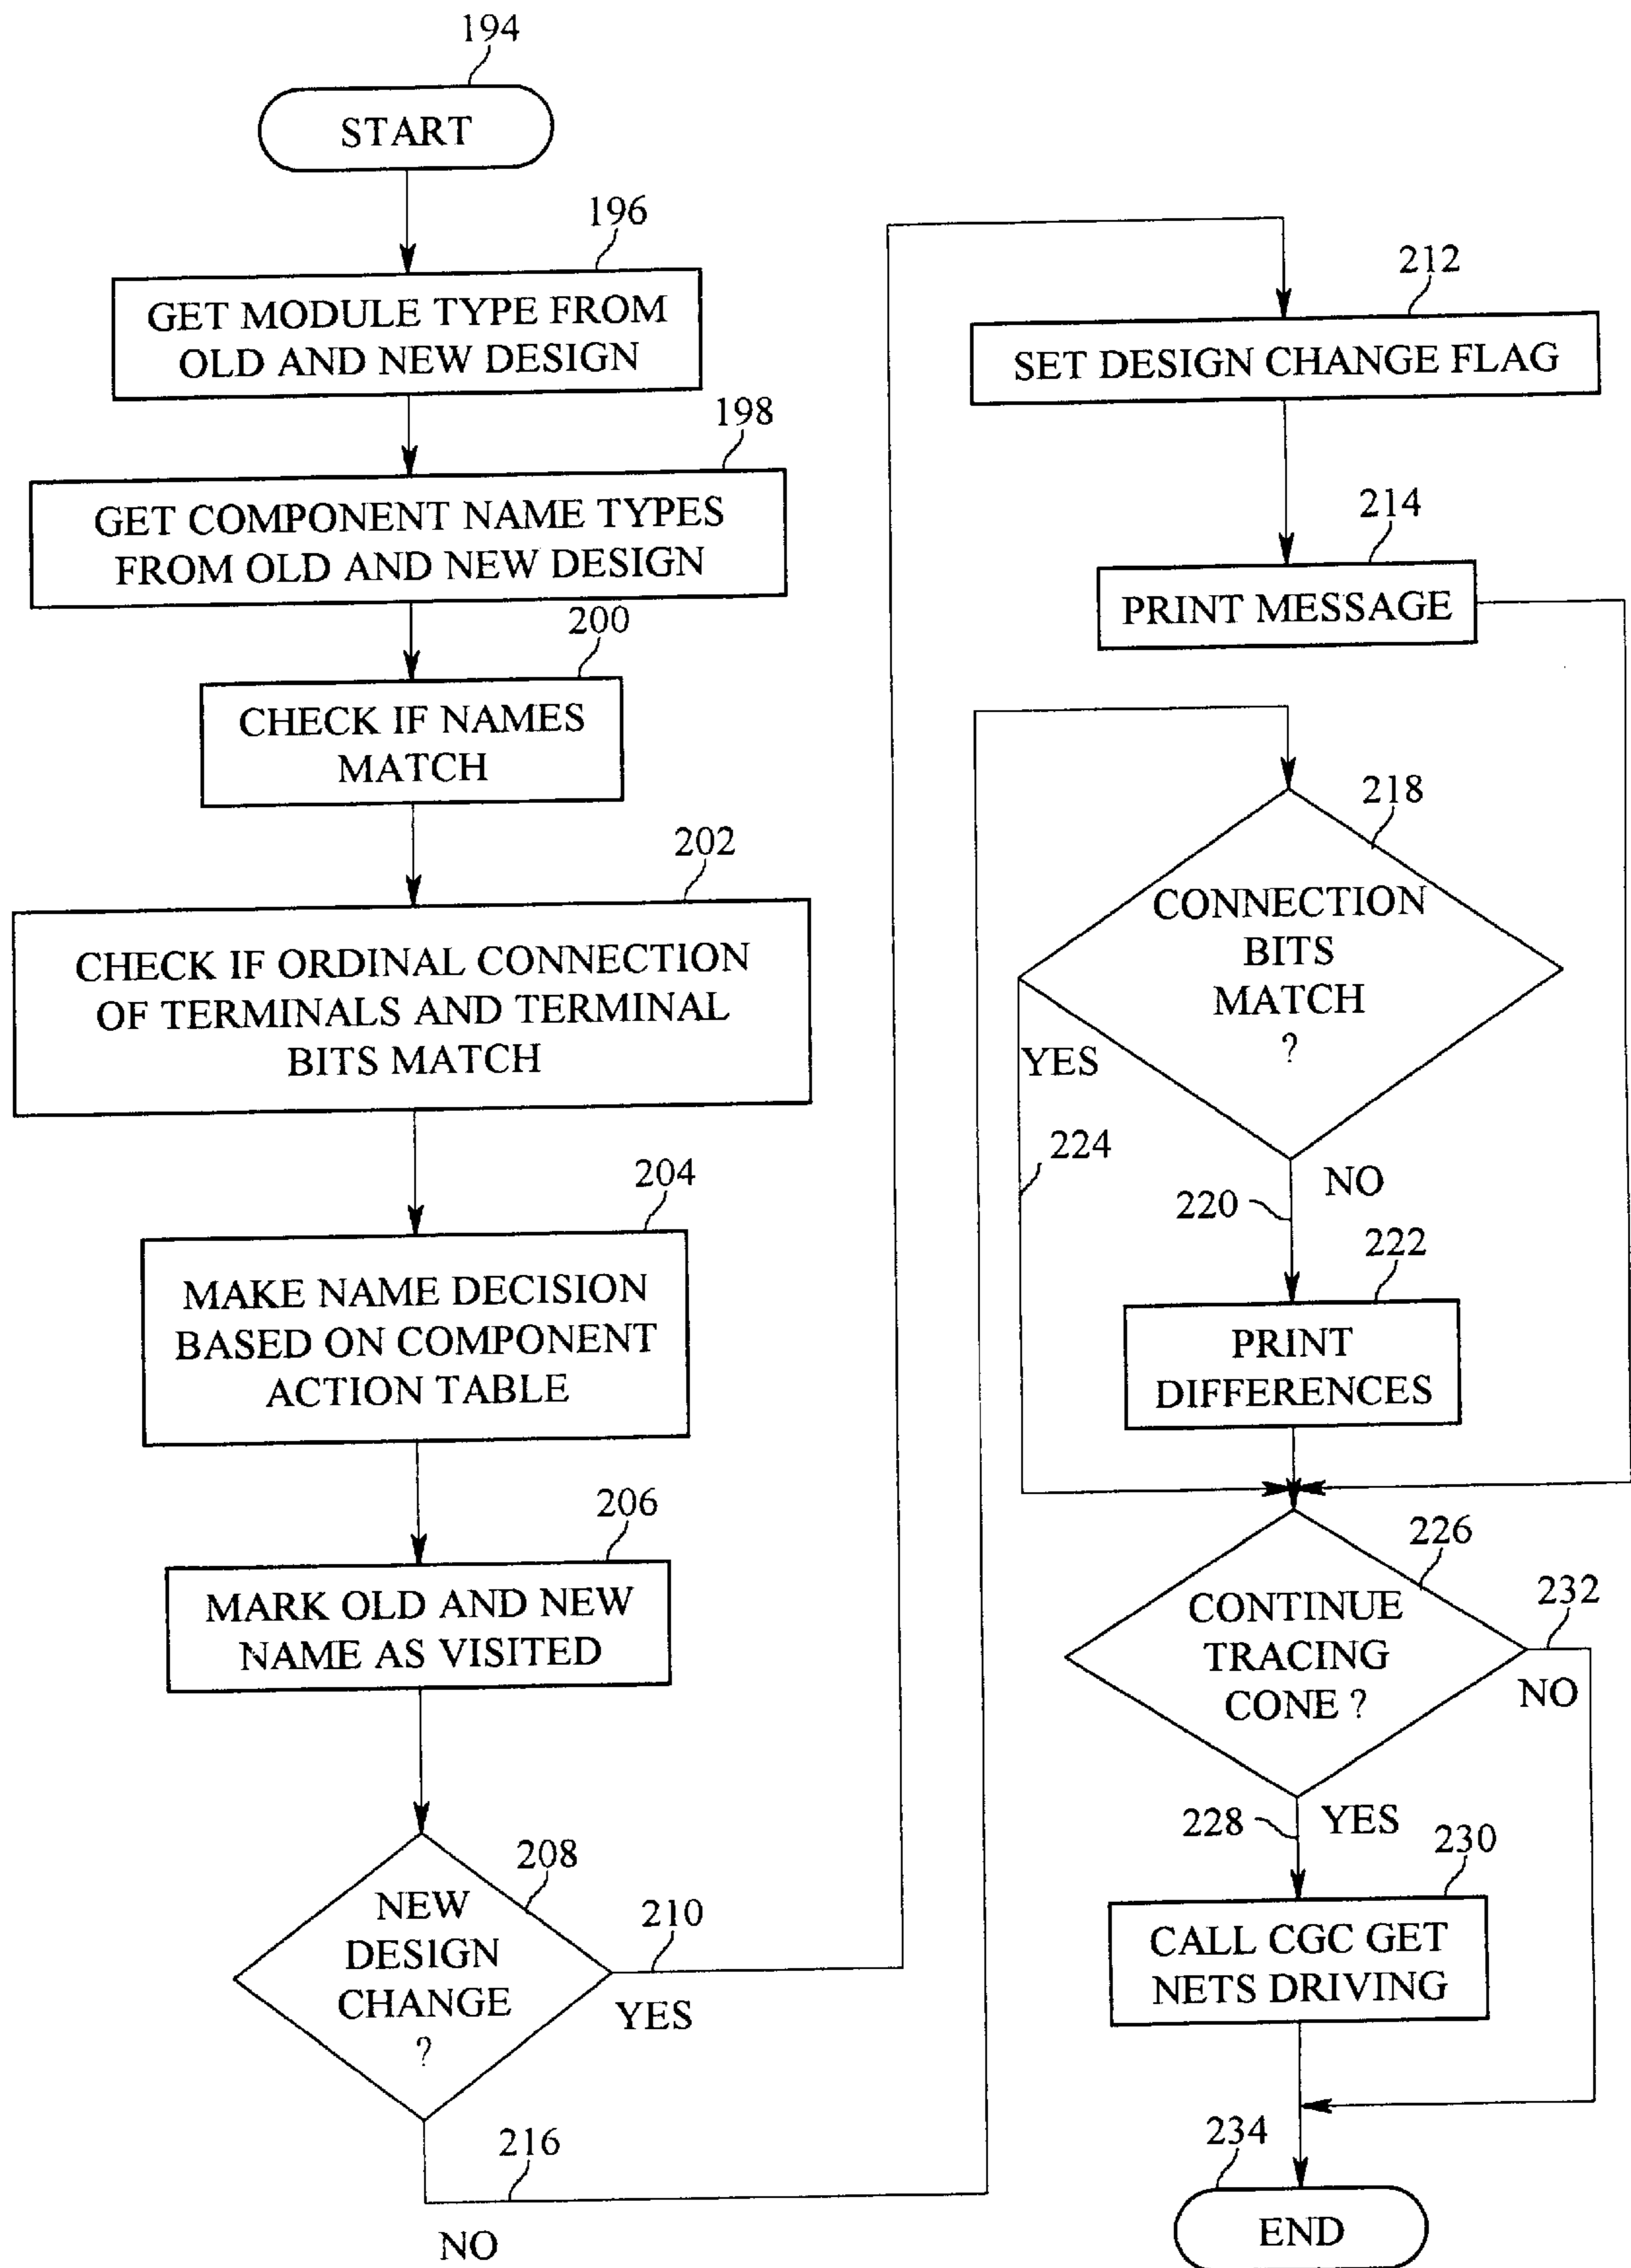 194
START
196
GET MODULE TYPE FROM
OLD AND NEW DESIGN
198
GET COMPONENT NAME TYPES
FROM OLD AND NEW DESIGN
200
CHECK IF NAMES
MATCH
202
CHECK IF ORDINAL CONNECTION
OF TERMINALS AND TERMINAL
BITS MATCH
204
MAKE NAME DECISION
BASED ON COMPONENT
ACTION TABLE
206
MARK OLD AND NEW
NAME AS VISITED
208
NEW
DESIGN
CHANGE
?
210
YES
216
NO
212
SET DESIGN CHANGE FLAG
214
PRINT MESSAGE
218
CONNECTION
BITS
MATCH
?
YES
224
NO
220
222
PRINT
DIFFERENCES
226
CONTINUE
TRACING
CONE ?
232
NO
228
YES
230
CALL CGC GET
NETS DRIVING
234
END